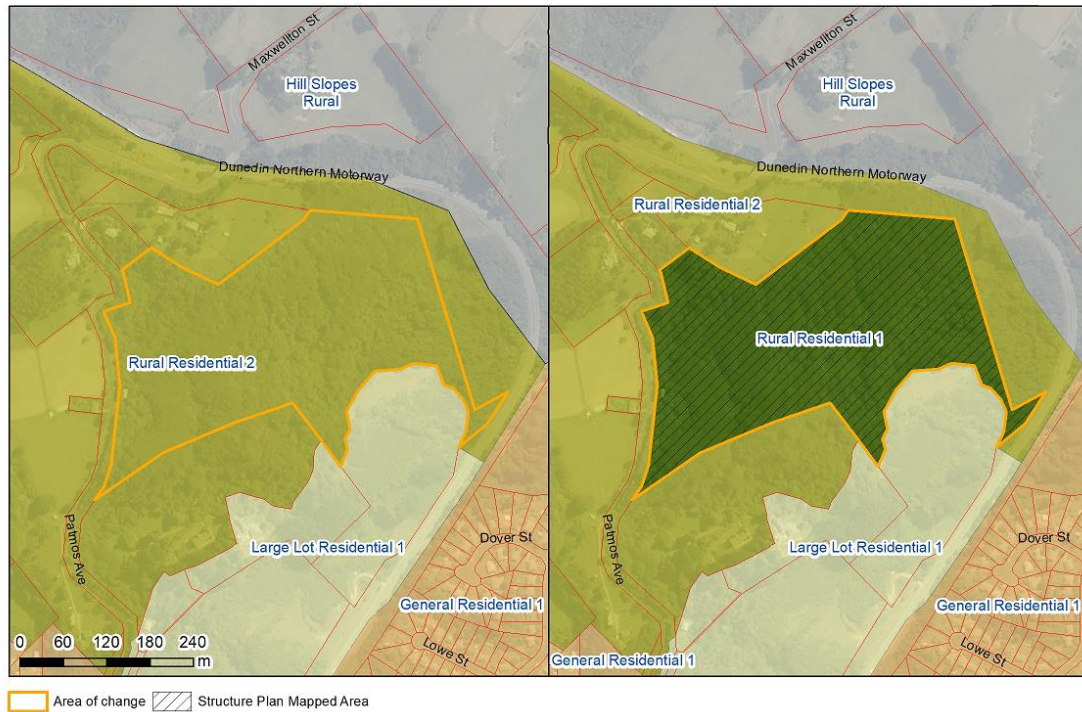 Maxwellton St
Hill Slopes
Rural
Dunedin Northern Motorway
Rural Residential 2
Patmos Ave
Large Lot Residential 1
Dover St
General Residential 1
Lowe St
0 60 120 180 240
m
Maxwellton St
Hill Slopes
Rural
Dunedin Northern Motorway
Rural Residential 2
Rural Residential 1
Patmos Ave
Large Lot Residential 1
Dover St
General Residential 1
Lowe St
General Residential 1
Area of change
Structure Plan Mapped Area